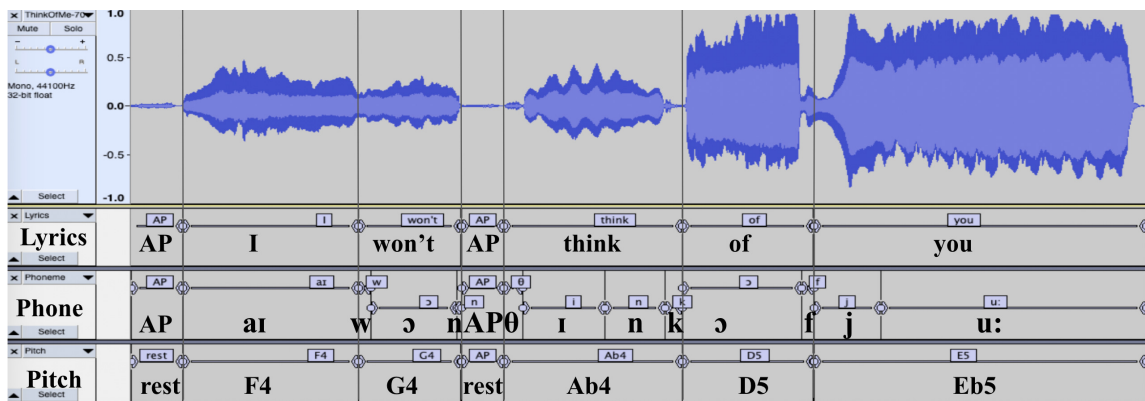 × ThinkOfMe-70▼ 1.0
Mute Solo
- +
0.5
L R
Mono, 44100Hz
32-bit float
0.0
-0.5
▲ Select -1.0
× Lyrics ▼ AP I won't AP think of you
Lyrics AP I won't AP think of you
▲ Select
× Phoneme ▼ AP aɪ w ɔ n AP θ i n k ɔ f j u:
Phone AP aɪ w ɔ n AP θ ɪ n k ɔ f j u:
▲ Select
× Pitch ▼ rest F4 G4 AP Ab4 D5 E5
Pitch rest F4 G4 rest Ab4 D5 Eb5
▲ Select